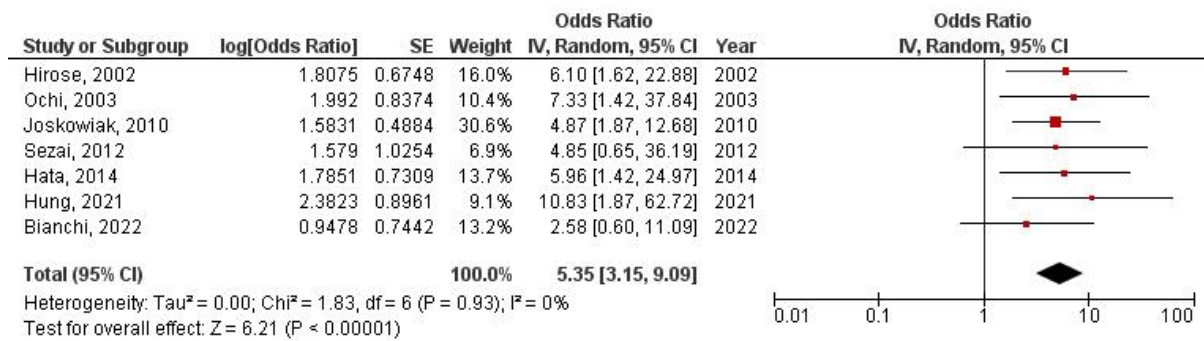 Odds Ratio Odds Ratio
Study or Subgroup log[Odds Ratio] SE Weight IV, Random, 95% CI Year IV, Random, 95% CI
Hirose, 2002 1.8075 0.6748 16.0% 6.10 [1.62, 22.88] 2002
Ochi, 2003 1.992 0.8374 10.4% 7.33 [1.42, 37.84] 2003
Joskowiak, 2010 1.5831 0.4884 30.6% 4.87 [1.87, 12.68] 2010
Sezai, 2012 1.579 1.0254 6.9% 4.85 [0.65, 36.19] 2012
Hata, 2014 1.7851 0.7309 13.7% 5.96 [1.42, 24.97] 2014
Hung, 2021 2.3823 0.8961 9.1% 10.83 [1.87, 62.72] 2021
Bianchi, 2022 0.9478 0.7442 13.2% 2.58 [0.60, 11.09] 2022
Total (95% CI) 100.0% 5.35 [3.15, 9.09]
Heterogeneity: Tau² = 0.00; Chi² = 1.83, df = 6 (P = 0.93); I² = 0%
Test for overall effect: Z = 6.21 (P < 0.00001)
0.01 0.1 1 10 100